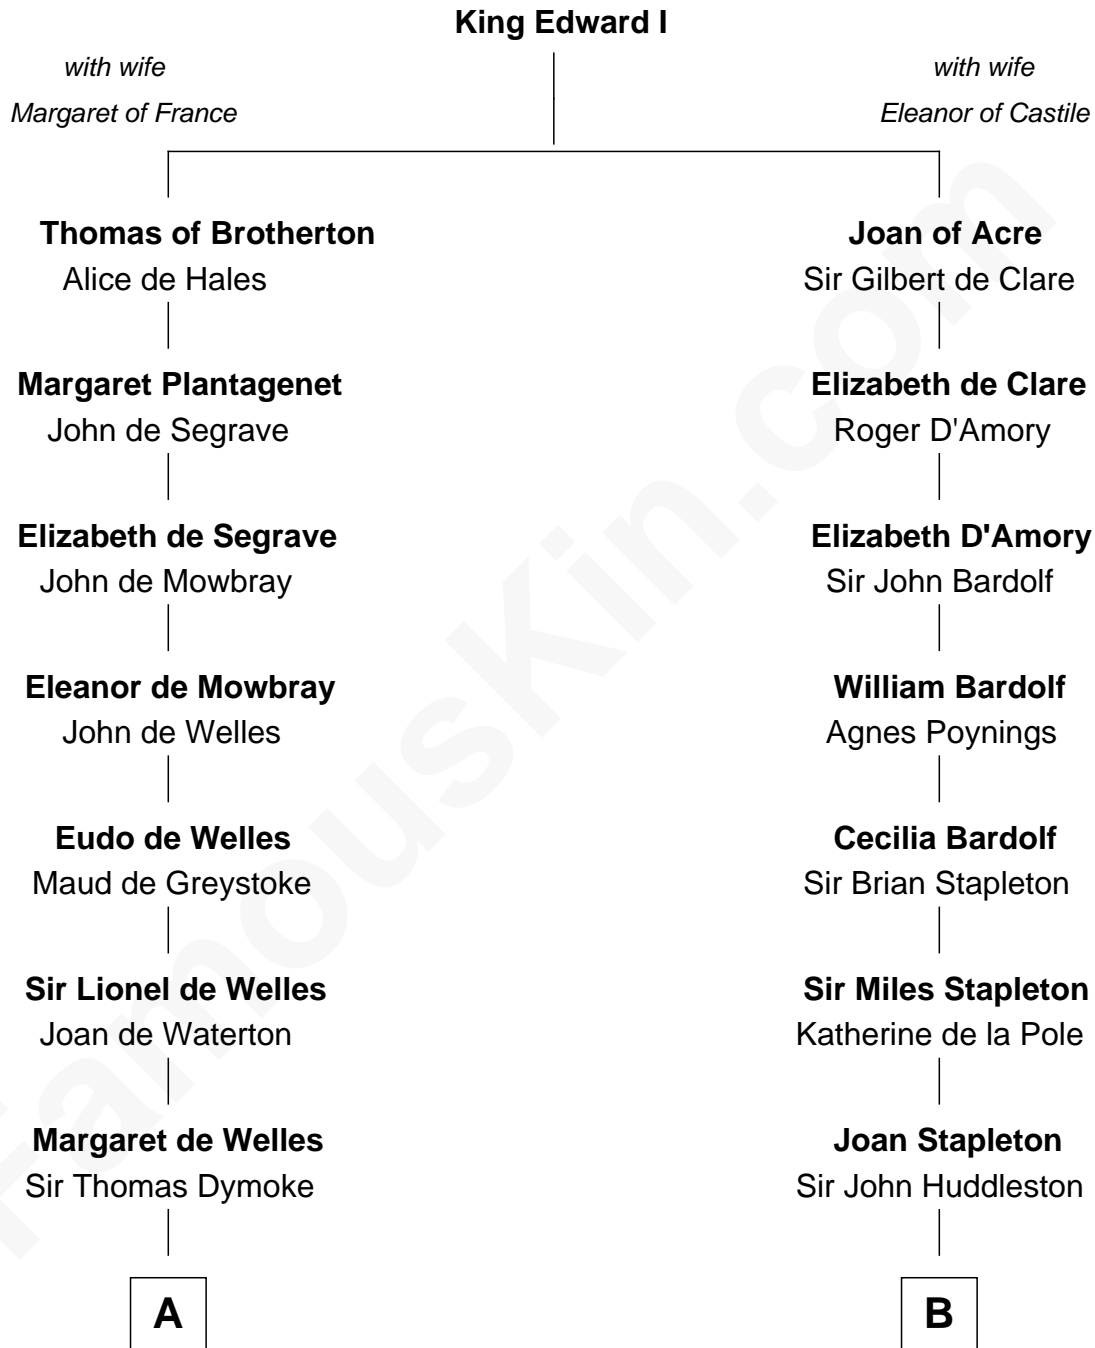 King Edward I
with wife
Margaret of France
with wife
Eleanor of Castile
Thomas of Brotherton
Alice de Hales
Joan of Acre
Sir Gilbert de Clare
Margaret Plantagenet
John de Segrave
Elizabeth de Clare
Roger D'Amory
Elizabeth de Segrave
John de Mowbray
Elizabeth D'Amory
Sir John Bardolf
Eleanor de Mowbray
John de Welles
William Bardolf
Agnes Poynings
Eudo de Welles
Maud de Greystoke
Cecilia Bardolf
Sir Brian Stapleton
Sir Lionel de Welles
Joan de Waterton
Sir Miles Stapleton
Katherine de la Pole
Margaret de Welles
Sir Thomas Dymoke
Joan Stapleton
Sir John Huddleston
A
B
FamousKin.com